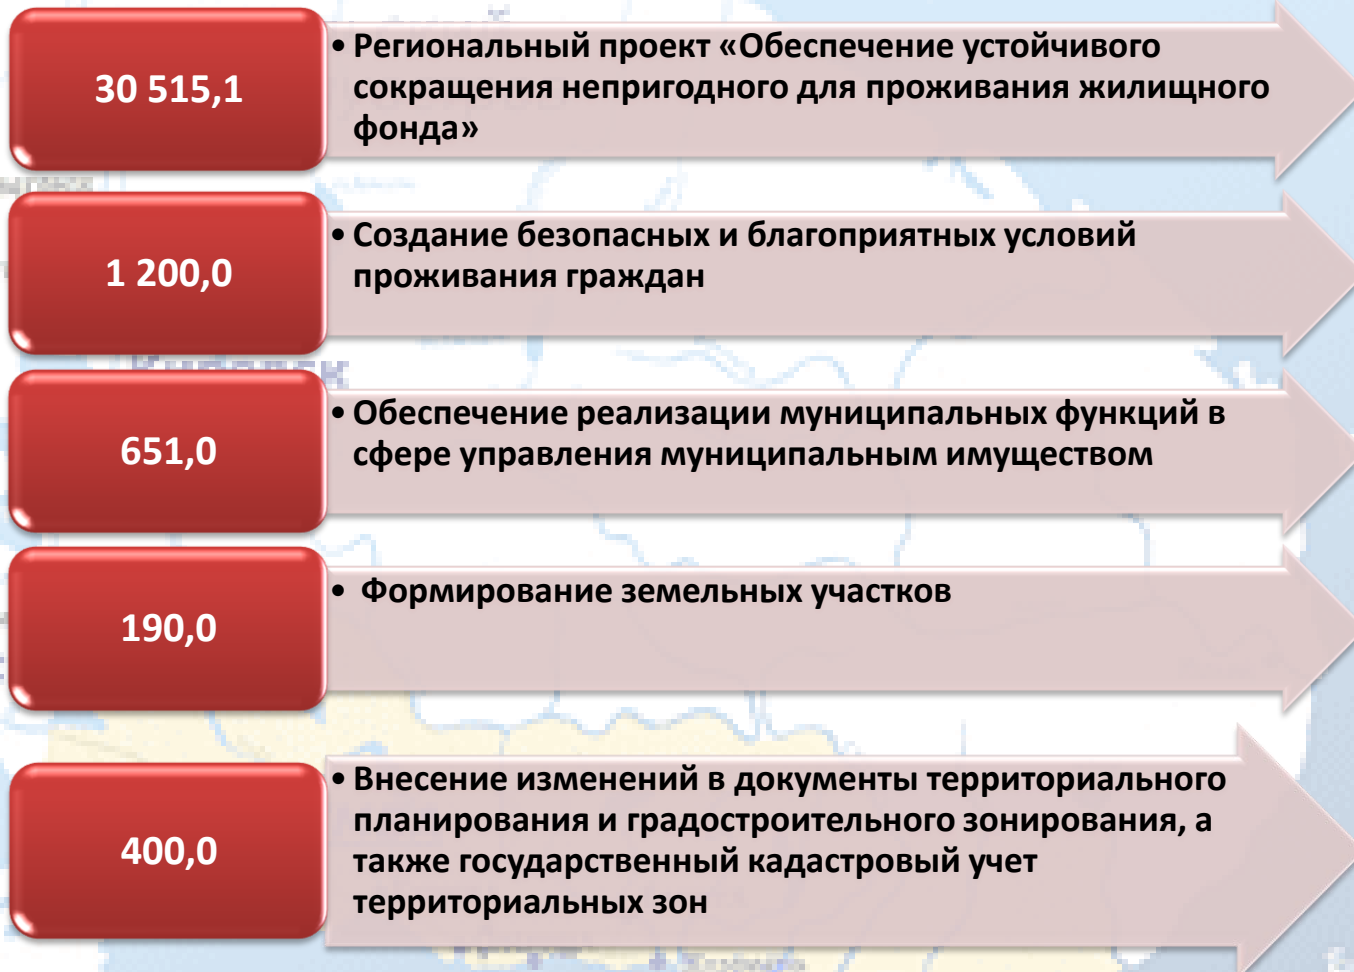 30 515,1
• Региональный проект «Обеспечение устойчивого
сокращения непригодного для проживания жилищного
фонда»
1 200,0
• Создание безопасных и благоприятных условий
проживания граждан
651,0
• Обеспечение реализации муниципальных функций в
сфере управления муниципальным имуществом
190,0
• Формирование земельных участков
400,0
• Внесение изменений в документы территориального
планирования и градостроительного зонирования, а
также государственный кадастровый учет
территориальных зон